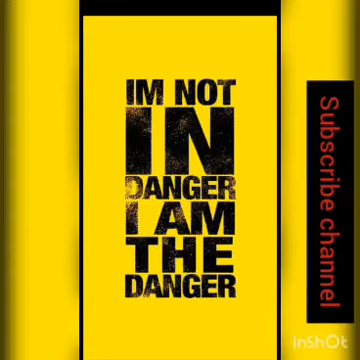 IM NOT
IN
DANGER
I AM
THE
DANGER
Subscribe channel
InShOt